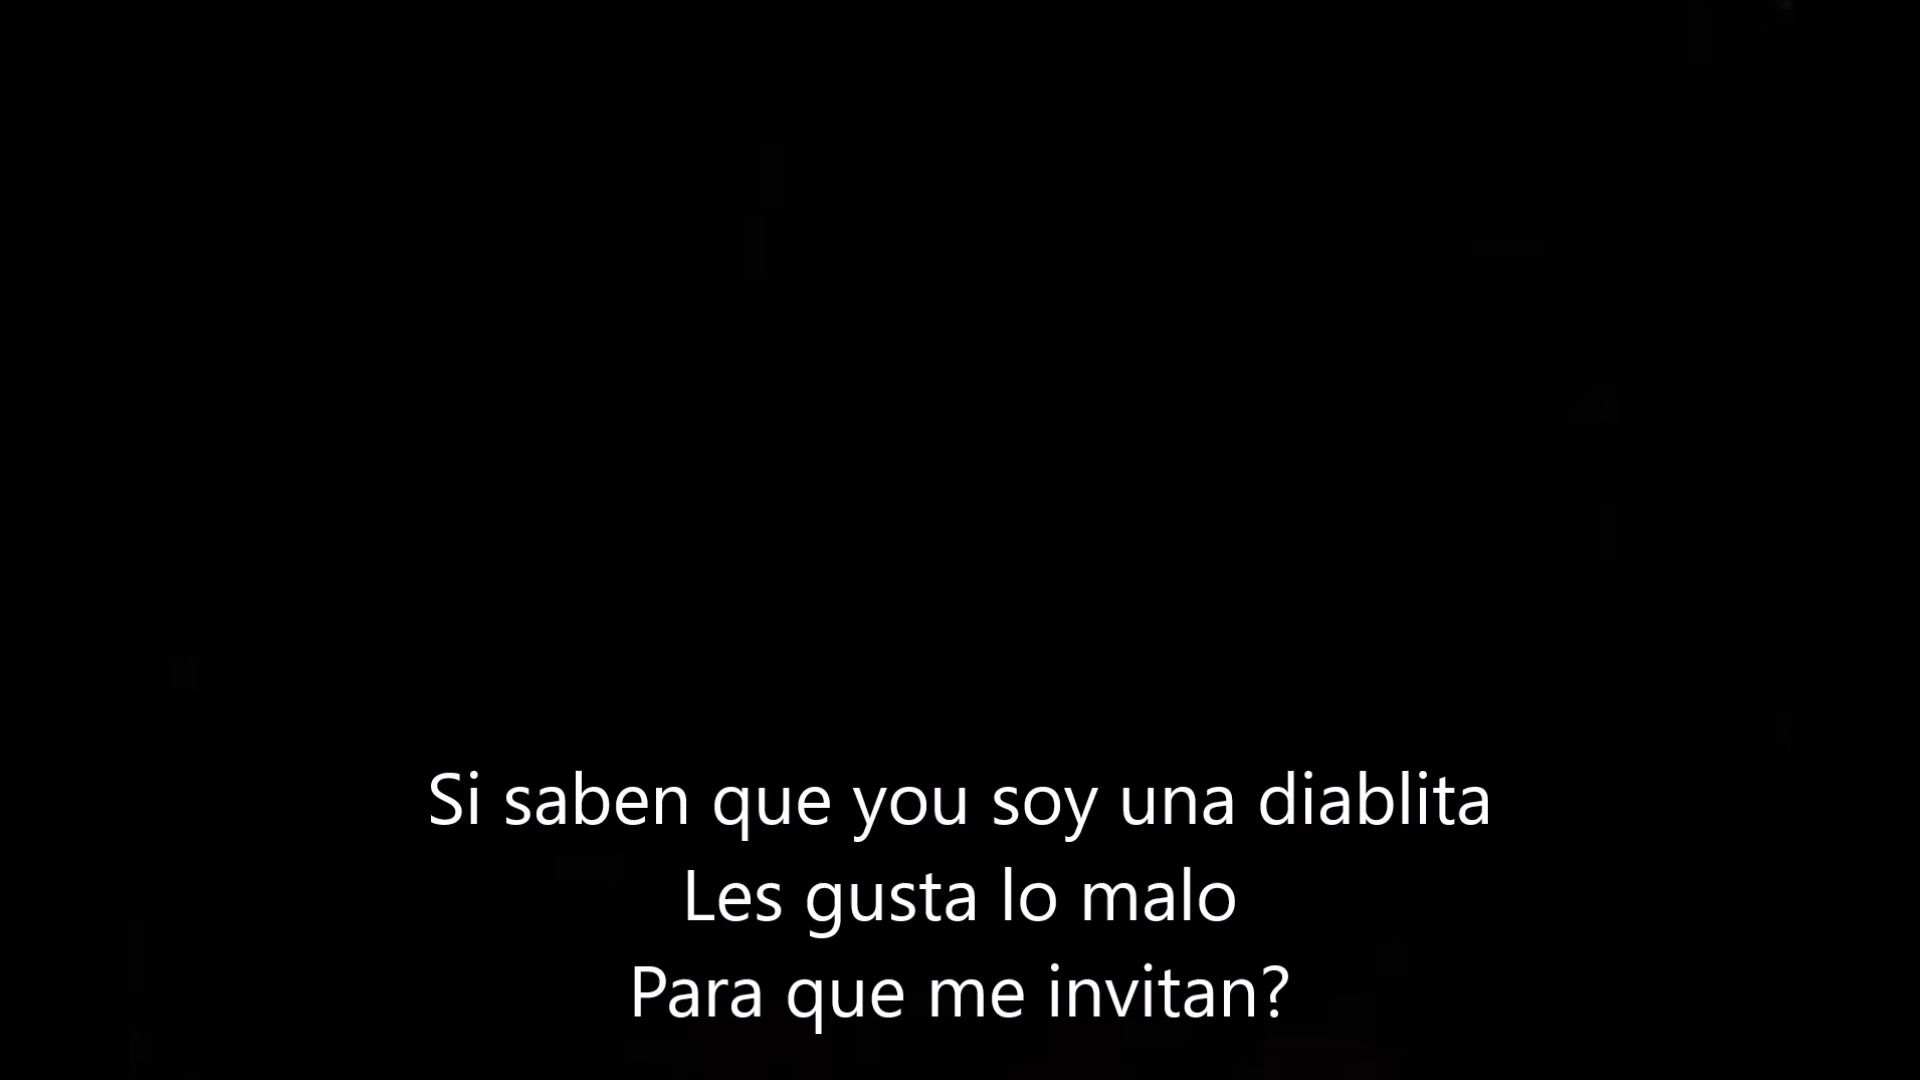 Si saben que you soy una diablita
Les gusta lo malo
Para que me invitan?